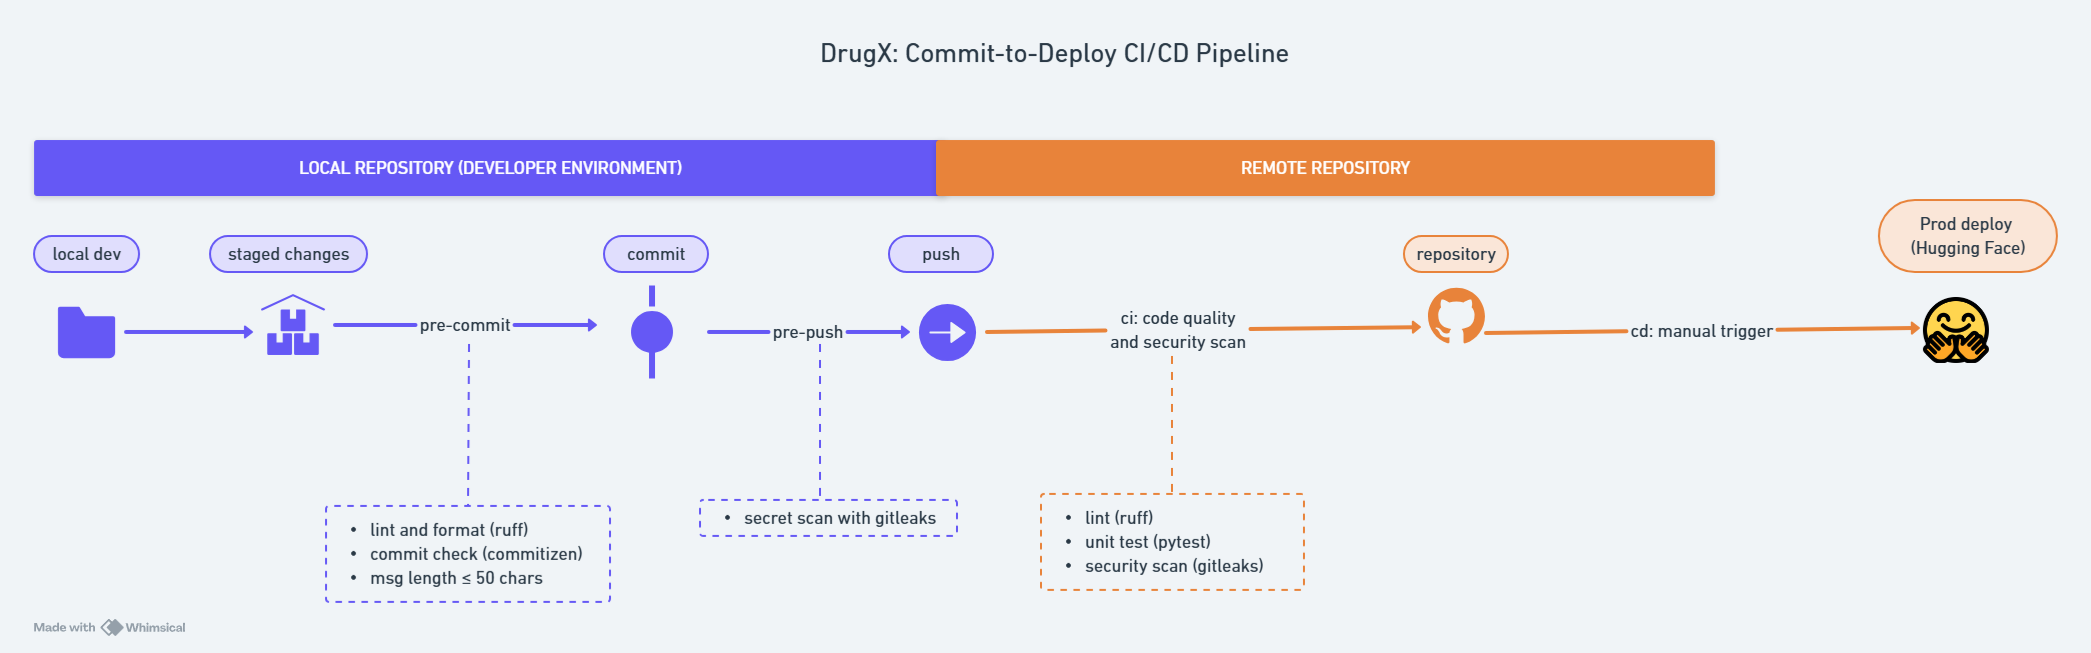 DrugX: Commit-to-Deploy CI/CD Pipeline
LOCAL REPOSITORY (DEVELOPER ENVIRONMENT)
REMOTE REPOSITORY
local dev
staged changes
commit
push
repository
Prod deploy
(Hugging Face)
pre-commit
pre-push
ci: code quality
and security scan
cd: manual trigger
• lint and format (ruff)
• commit check (commitizen)
• msg length ≤ 50 chars
• secret scan with gitleaks
• lint (ruff)
• unit test (pytest)
• security scan (gitleaks)
Made with Whimsical